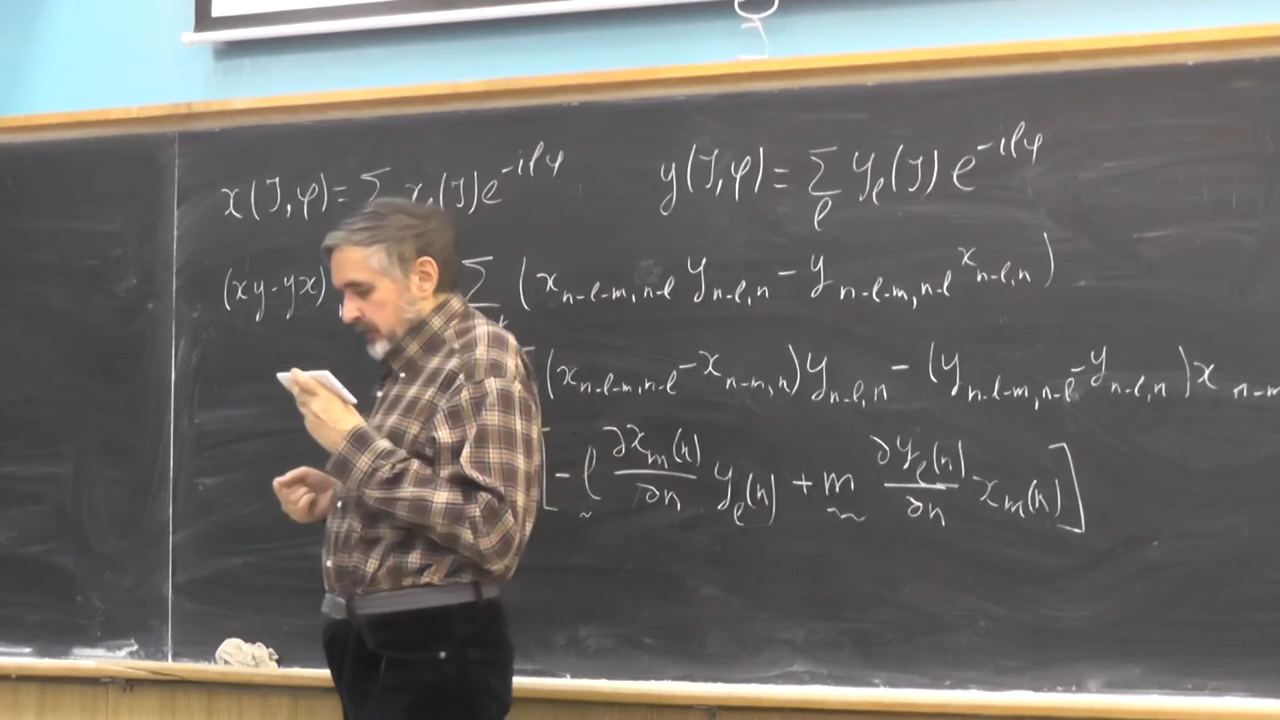 x(J,φ)= Σ x (J)e^{-ilφ} y(J,φ)= Σ_l y_l(J) e^{-ilφ}
(xy-yx) Σ (x_{n-l-m,n-l} y_{n-l,n} - y_{n-l-m,n-l} x_{n-l,n})
(x_{n-l-m,n-l} - x_{n-m,n}) y_{n-l,n} - (y_{n-l-m,n-l} - y_{n-l,n}) x_{n-m
[-l ∂x_m(n)/∂n y_l(n) + m ∂y_l(n)/∂n x_m(n)]